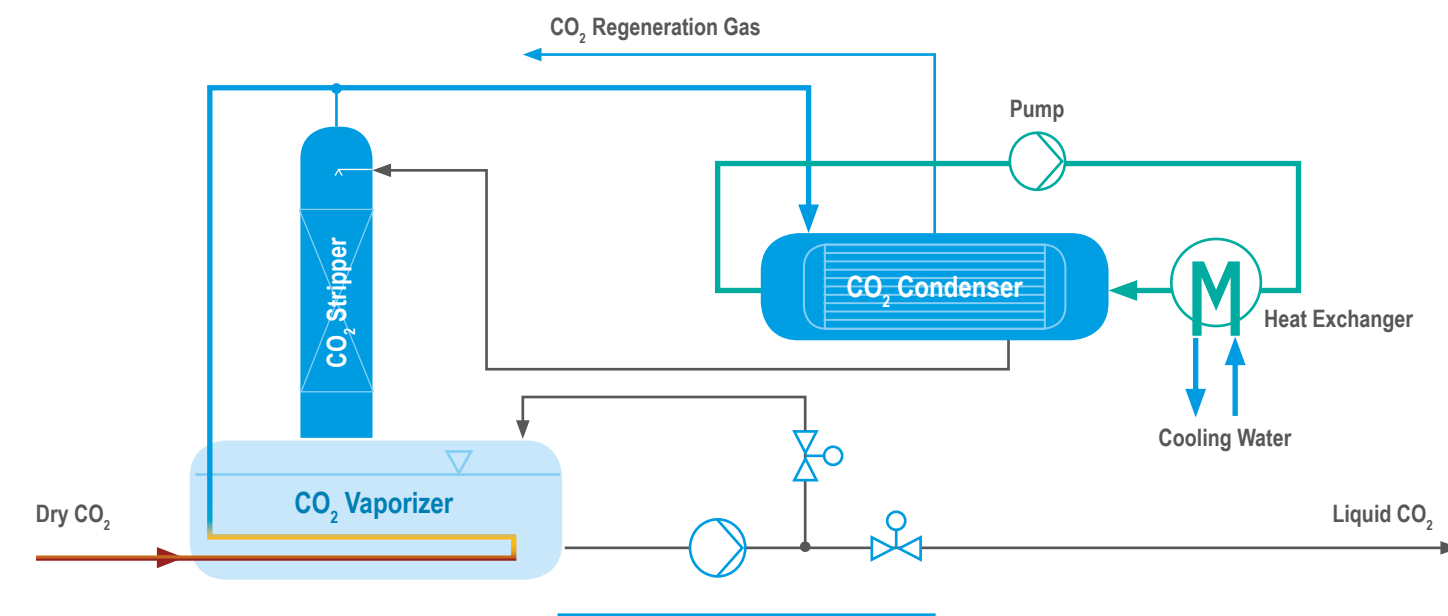 CO₂ Regeneration Gas
Pump
CO₂ Stripper
CO₂ Condenser
Heat Exchanger
Cooling Water
CO₂ Vaporizer
Dry CO₂
Liquid CO₂